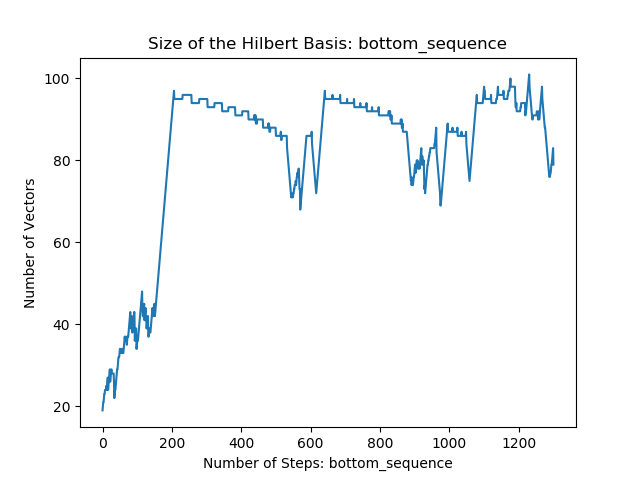 Size of the Hilbert Basis: bottom_sequence
Number of Vectors
100
80
60
40
20
0 200 400 600 800 1000 1200
Number of Steps: bottom_sequence